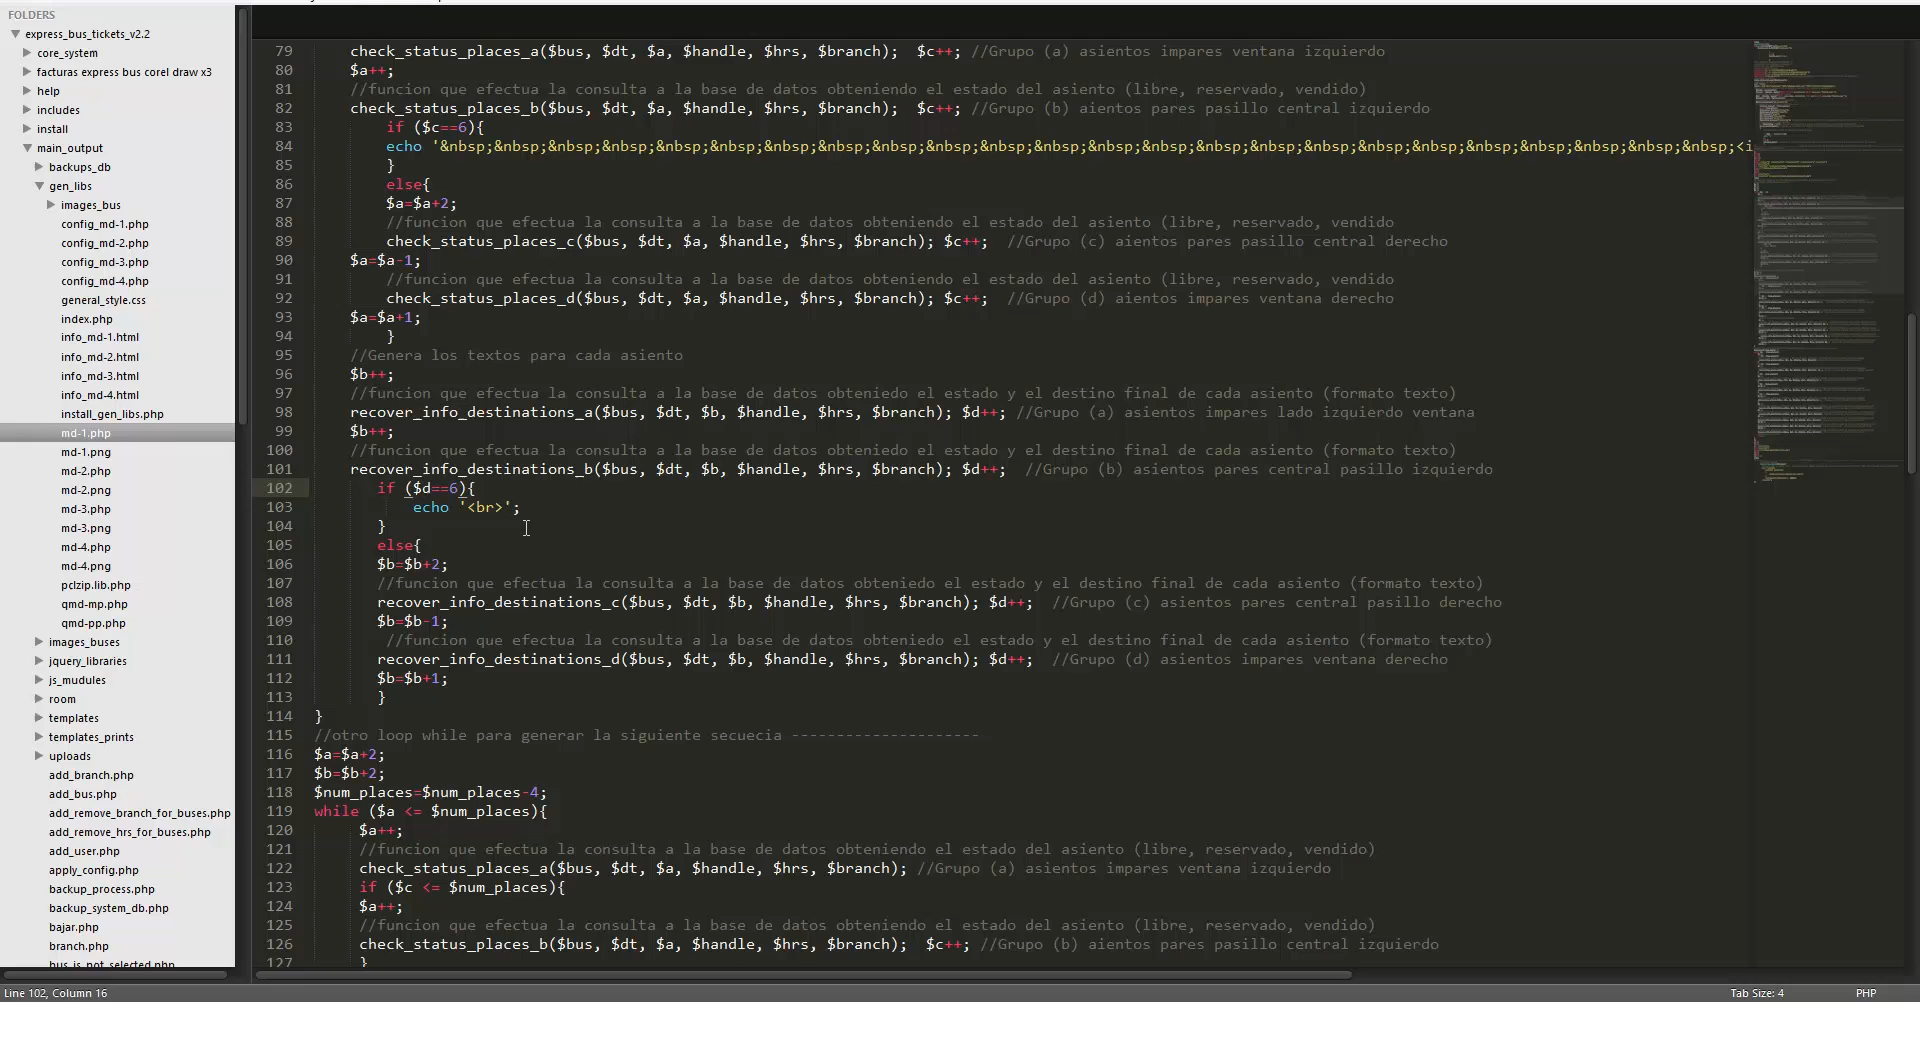 FOLDERS
express_bus_tickets_v2.2
core_system
facturas express bus corel draw x3
help
includes
install
main_output
backups_db
gen_libs
images_bus
config_md-1.php
config_md-2.php
config_md-3.php
config_md-4.php
general_style.css
index.php
info_md-1.html
info_md-2.html
info_md-3.html
info_md-4.html
install_gen_libs.php
md-1.php
md-1.png
md-2.php
md-2.png
md-3.php
md-3.png
md-4.php
md-4.png
pclzip.lib.php
qmd-mp.php
qmd-pp.php
images_buses
jquery_libraries
js_mudules
room
templates
templates_prints
uploads
add_branch.php
add_bus.php
add_remove_branch_for_buses.php
add_remove_hrs_for_buses.php
add_user.php
apply_config.php
backup_process.php
backup_system_db.php
bajar.php
branch.php
bus_is_not_selected.php
79 check_status_places_a($bus, $dt, $a, $handle, $hrs, $branch); $c++; //Grupo (a) asientos impares ventana izquierdo
80 $a++;
81 //funcion que efectua la consulta a la base de datos obteniendo el estado del asiento (libre, reservado, vendido)
82 check_status_places_b($bus, $dt, $a, $handle, $hrs, $branch); $c++; //Grupo (b) aientos pares pasillo central izquierdo
83 if ($c==6){
84 echo '&nbsp;&nbsp;&nbsp;&nbsp;&nbsp;&nbsp;&nbsp;&nbsp;&nbsp;&nbsp;&nbsp;&nbsp;&nbsp;&nbsp;&nbsp;&nbsp;&nbsp;&nbsp;&nbsp;&nbsp;&nbsp;&nbsp;&nbsp;&nbsp;<i
85 }
86 else{
87 $a=$a+2;
88 //funcion que efectua la consulta a la base de datos obteniendo el estado del asiento (libre, reservado, vendido
89 check_status_places_c($bus, $dt, $a, $handle, $hrs, $branch); $c++; //Grupo (c) aientos pares pasillo central derecho
90 $a=$a-1;
91 //funcion que efectua la consulta a la base de datos obteniendo el estado del asiento (libre, reservado, vendido
92 check_status_places_d($bus, $dt, $a, $handle, $hrs, $branch); $c++; //Grupo (d) aientos impares ventana derecho
93 $a=$a+1;
94 }
95 //Genera los textos para cada asiento
96 $b++;
97 //funcion que efectua la consulta a la base de datos obteniedo el estado y el destino final de cada asiento (formato texto)
98 recover_info_destinations_a($bus, $dt, $b, $handle, $hrs, $branch); $d++; //Grupo (a) asientos impares lado izquierdo ventana
99 $b++;
100 //funcion que efectua la consulta a la base de datos obteniedo el estado y el destino final de cada asiento (formato texto)
101 recover_info_destinations_b($bus, $dt, $b, $handle, $hrs, $branch); $d++; //Grupo (b) asientos pares central pasillo izquierdo
102 if ($d==6){
103 echo '<br>';
104 }
105 else{
106 $b=$b+2;
107 //funcion que efectua la consulta a la base de datos obteniedo el estado y el destino final de cada asiento (formato texto)
108 recover_info_destinations_c($bus, $dt, $b, $handle, $hrs, $branch); $d++; //Grupo (c) asientos pares central pasillo derecho
109 $b=$b-1;
110 //funcion que efectua la consulta a la base de datos obteniedo el estado y el destino final de cada asiento (formato texto)
111 recover_info_destinations_d($bus, $dt, $b, $handle, $hrs, $branch); $d++; //Grupo (d) asientos impares ventana derecho
112 $b=$b+1;
113 }
114 }
115 //otro loop while para generar la siguiente secuecia ---------------------
116 $a=$a+2;
117 $b=$b+2;
118 $num_places=$num_places-4;
119 while ($a <= $num_places){
120 $a++;
121 //funcion que efectua la consulta a la base de datos obteniendo el estado del asiento (libre, reservado, vendido)
122 check_status_places_a($bus, $dt, $a, $handle, $hrs, $branch); //Grupo (a) asientos impares ventana izquierdo
123 if ($c <= $num_places){
124 $a++;
125 //funcion que efectua la consulta a la base de datos obteniendo el estado del asiento (libre, reservado, vendido)
126 check_status_places_b($bus, $dt, $a, $handle, $hrs, $branch); $c++; //Grupo (b) aientos pares pasillo central izquierdo
127 }
Line 102, Column 16
Tab Size: 4
PHP